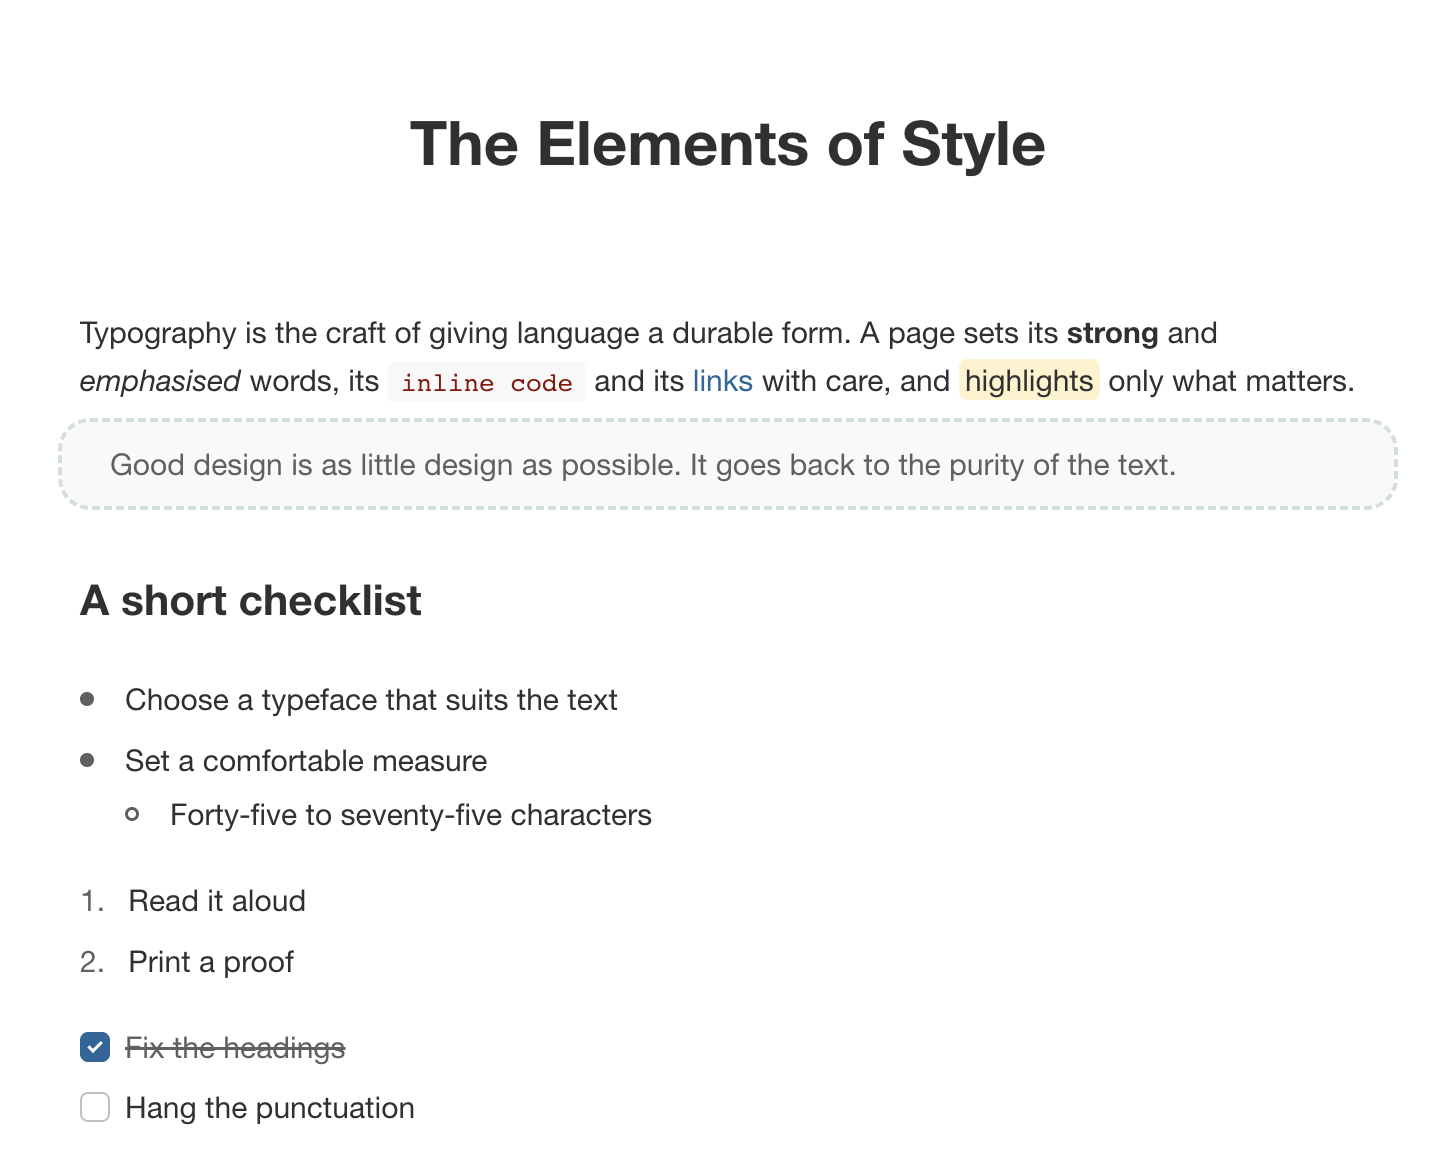 The Elements of Style
Typography is the craft of giving language a durable form. A page sets its strong and
emphasised words, its inline code and its links with care, and highlights only what matters.
Good design is as little design as possible. It goes back to the purity of the text.
A short checklist
Choose a typeface that suits the text
Set a comfortable measure
Forty-five to seventy-five characters
1. Read it aloud
2. Print a proof
Fix the headings
Hang the punctuation